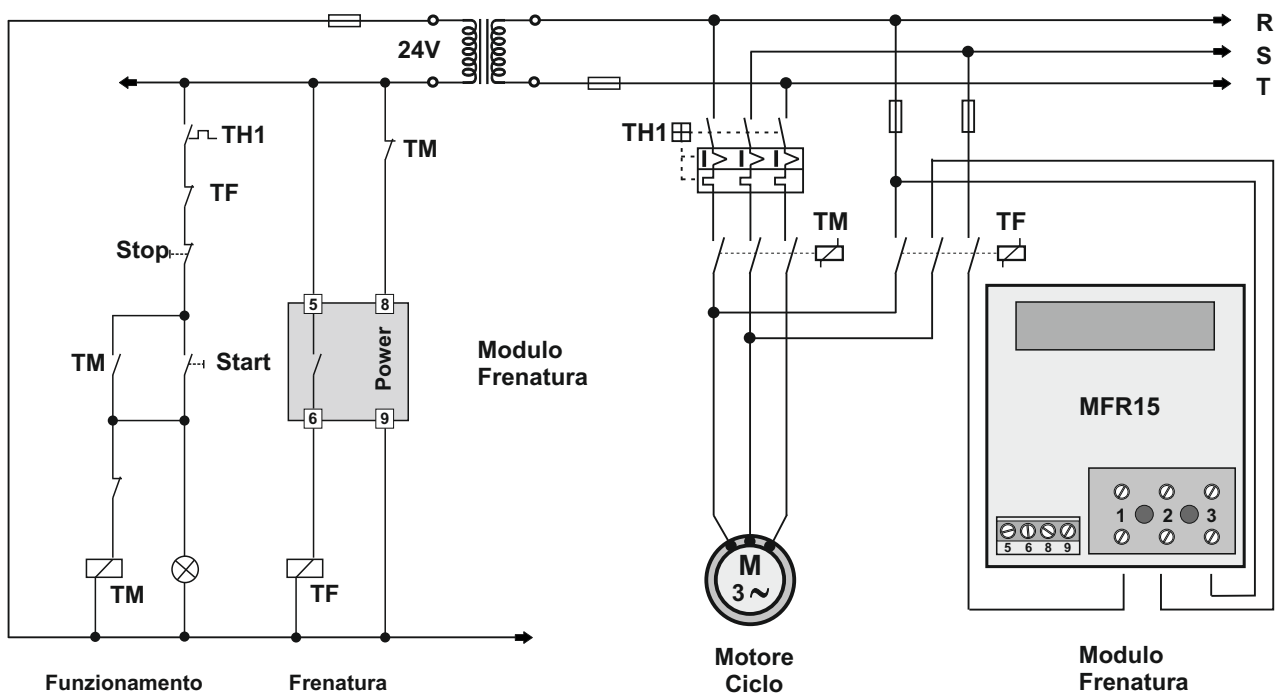 24V
R
S
T
TH1
TF
Stop
TM
Start
TM
TM
5
8
Power
6
9
TF
Modulo
Frenatura
TH1
TM
TF
M
3~
MFR15
1
2
3
5 6 8 9
Funzionamento
Frenatura
Motore
Ciclo
Modulo
Frenatura